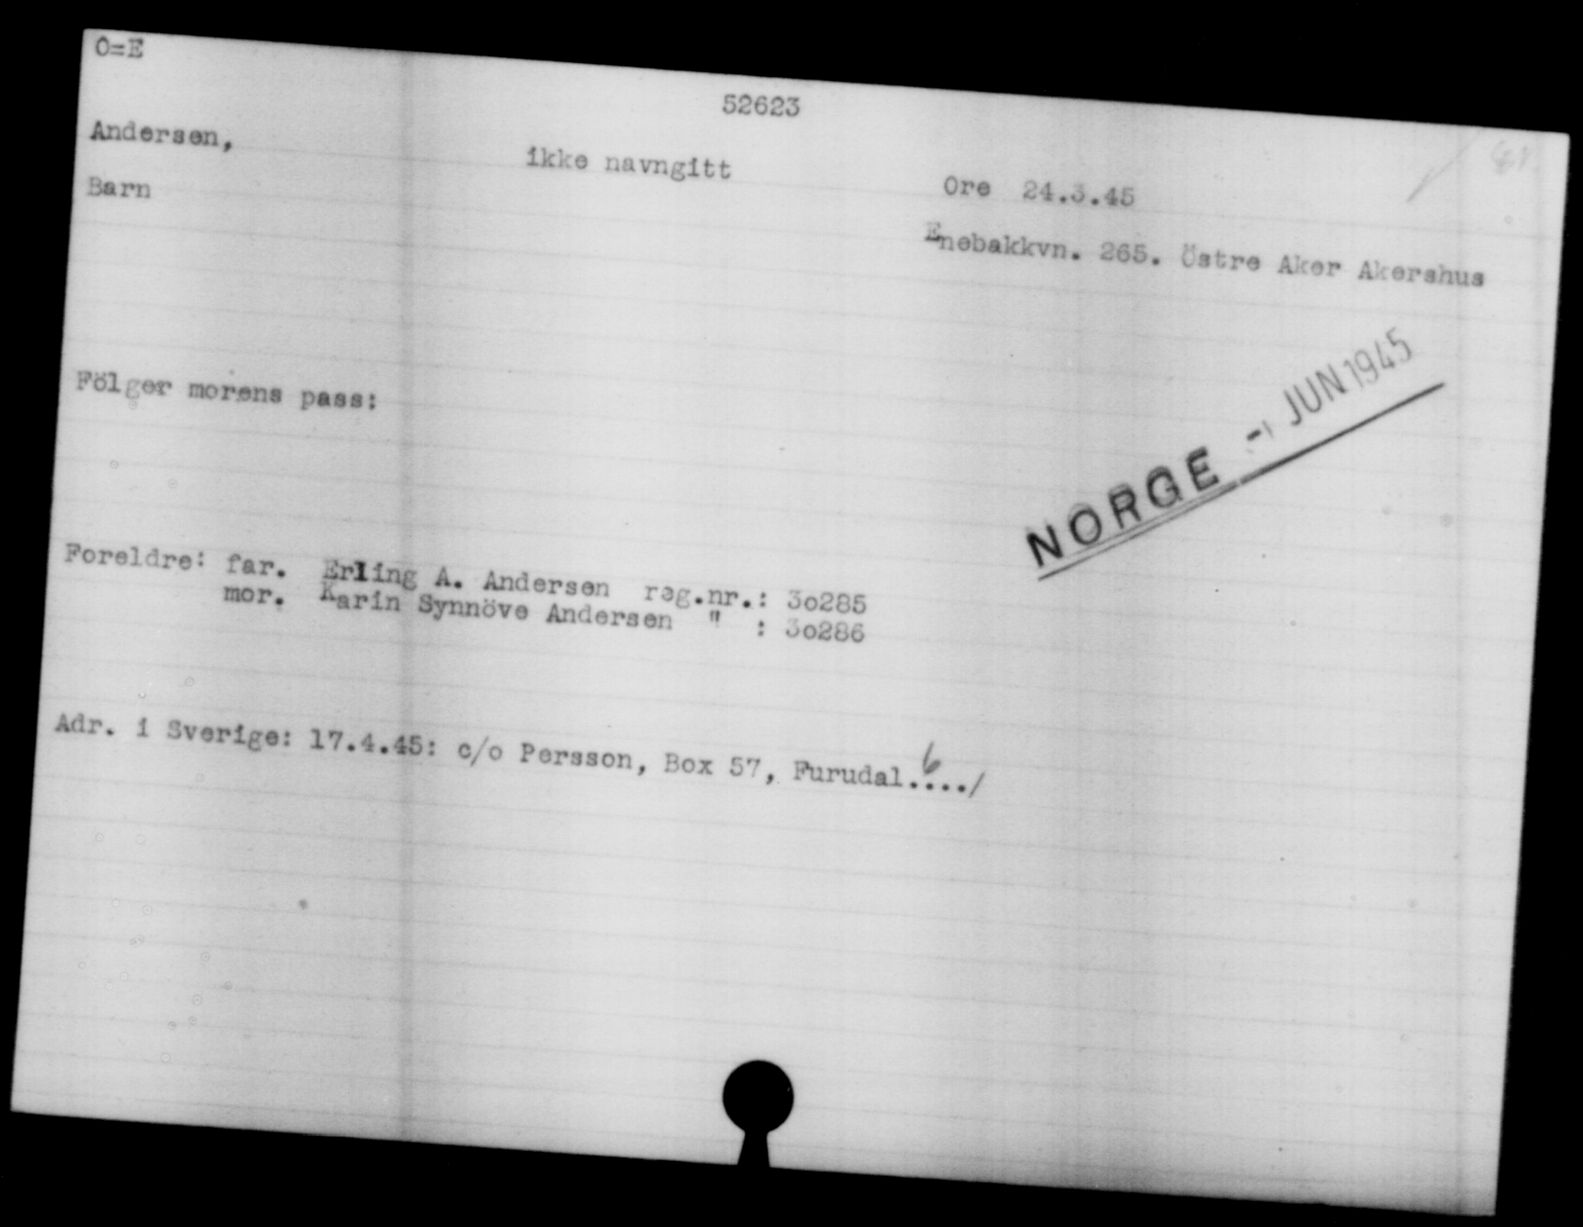 O=E
52623
Andersen,
ikke navngitt
Ore 24.3.45
Barn
Enebakkvn. 265. Östre Aker Akershus
Fölger morens pass:
NORGE - JUN 1945
Foreldre: far. Erling A. Andersen reg.nr.: 3o285
mor. Karin Synnöve Andersen " : 3o286
Adr. i Sverige: 17.4.45: c/o Persson, Box 57, Furudal..../
6